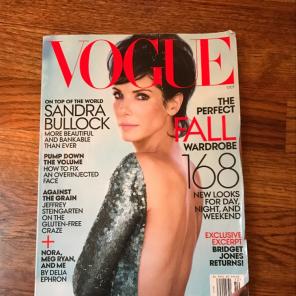 VOGUE
OCT
ON TOP OF THE WORLD
SANDRA
BULLOCK
MORE BEAUTIFUL
AND BANKABLE
THAN EVER
PUMP DOWN
THE VOLUME
HOW TO FIX
AN OVERINJECTED
FACE
AGAINST
THE GRAIN
JEFFREY
STEINGARTEN
ON THE
GLUTEN-FREE
CRAZE
+
NORA,
MEG RYAN,
AND ME
BY DELIA
EPHRON
THE
PERFECT
FALL
WARDROBE
168
NEW LOOKS
FOR DAY,
NIGHT, AND
WEEKEND
EXCLUSIVE
EXCERPT
BRIDGET
JONES
RETURNS!